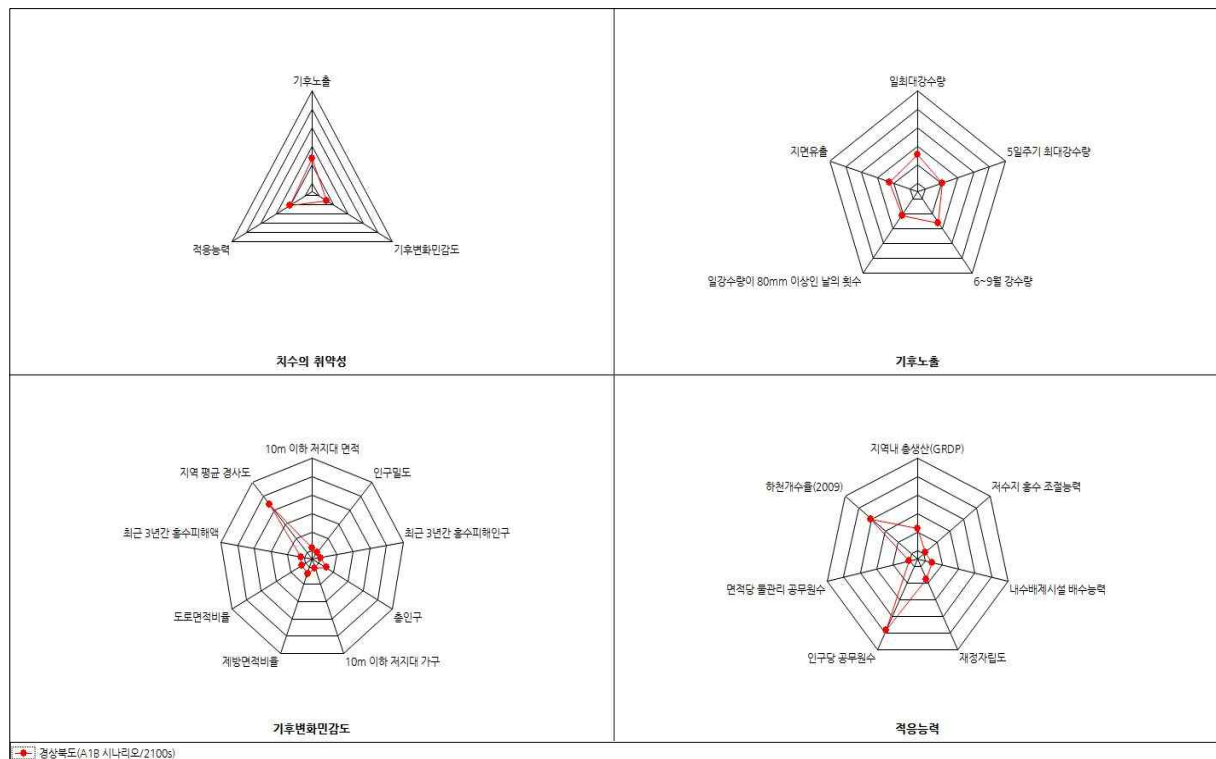 기후노출
적응능력
기후변화민감도
치수의 취약성
일최대강수량
지면유출
5일주기 최대강수량
일강수량이 80mm 이상인 날의 횟수
6~9월 강수량
기후노출
10m 이하 저지대 면적
지역 평균 경사도
인구밀도
최근 3년간 홍수피해액
최근 3년간 홍수피해인구
도로면적비율
총인구
제방면적비율
10m 이하 저지대 가구
기후변화민감도
지역내 총생산(GRDP)
하천개수율(2009)
저수지 홍수 조절능력
면적당 물관리 공무원수
내수배제시설 배수능력
인구당 공무원수
재정자립도
적응능력
경상북도(A1B 시나리오/2100s)